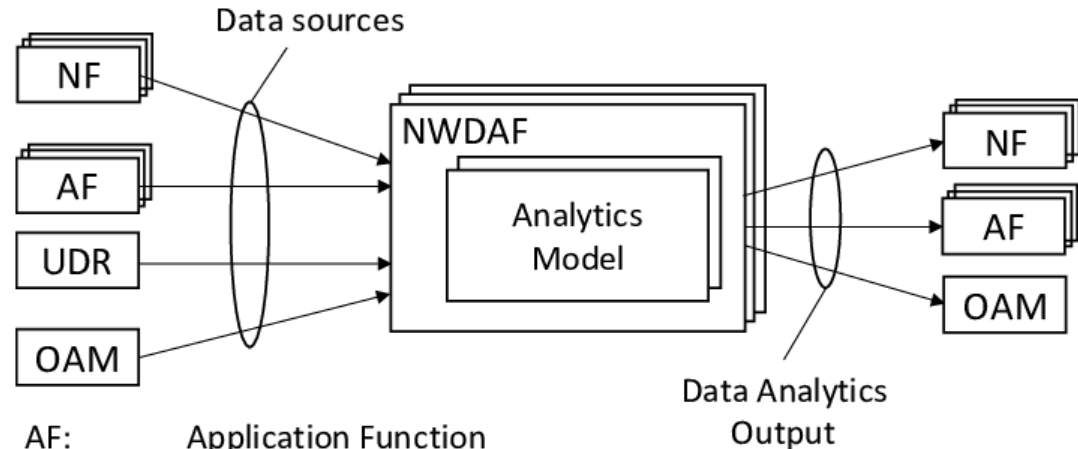 Data sources
NF
AF
UDR
OAM
NWDAF
Analytics
Model
NF
AF
OAM
Data Analytics
Output
AF: Application Function